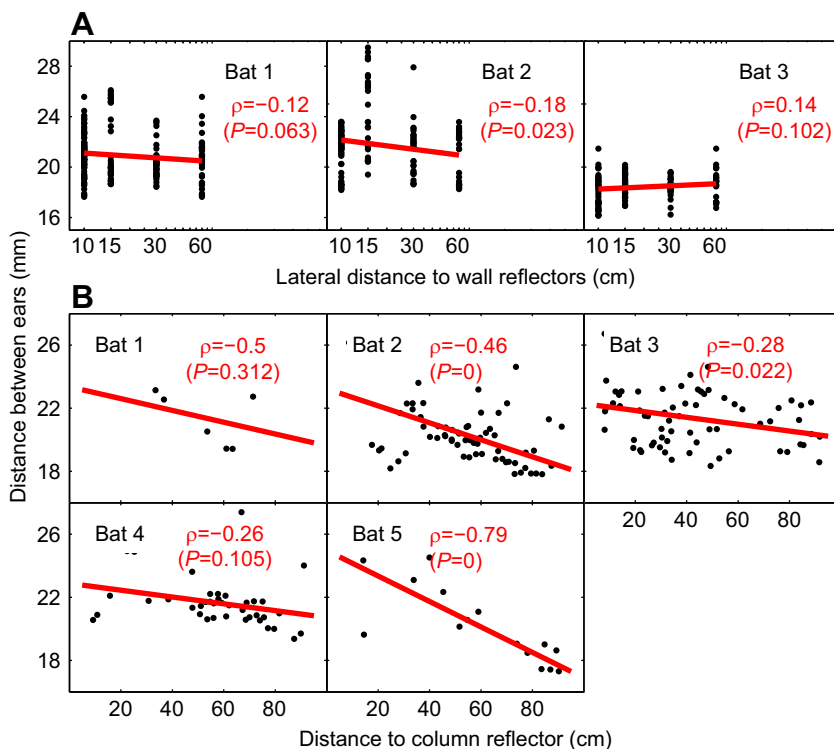 A
Bat 1
ρ=−0.12
(P=0.063)
Bat 2
ρ=−0.18
(P=0.023)
Bat 3
0.14
(P=0.102)
28
24
20
16
10 15 30 60
10 15 30 60
10 15 30 60
Lateral distance to wall reflectors (cm)
Distance between ears (mm)
B
Bat 1
ρ=−0.5
(P=0.312)
Bat 2
ρ=−0.46
(P=0)
Bat 3
ρ=−0.28
(P=0.022)
26
22
18
Bat 4
ρ=−0.26
(P=0.105)
Bat 5
ρ=−0.79
(P=0)
26
22
18
20 40 60 80
20 40 60 80
20 40 60 80
Distance to column reflector (cm)